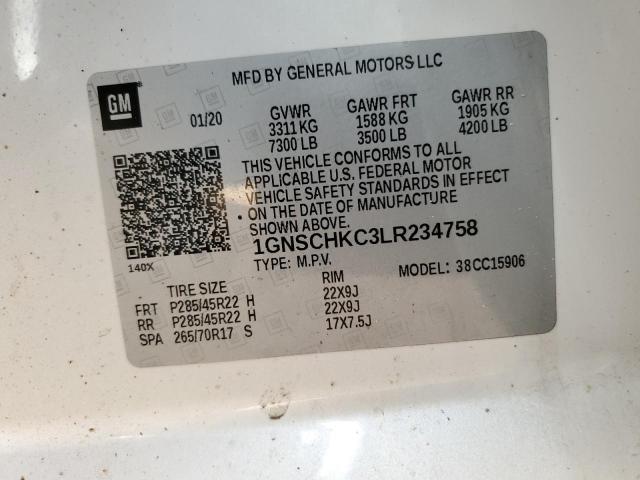 MFD BY GENERAL MOTORS LLC
GM
01/20 GVWR GAWR FRT GAWR RR
3311 KG 1588 KG 1905 KG
7300 LB 3500 LB 4200 LB
THIS VEHICLE CONFORMS TO ALL
APPLICABLE U.S. FEDERAL MOTOR
VEHICLE SAFETY STANDARDS IN EFFECT
ON THE DATE OF MANUFACTURE
SHOWN ABOVE.
1GNSCHKC3LR234758
140X
TYPE: M.P.V. MODEL: 38CC15906
TIRE SIZE RIM
FRT P285/45R22 H 22X9J
RR P285/45R22 H 22X9J
SPA 265/70R17 S 17X7.5J